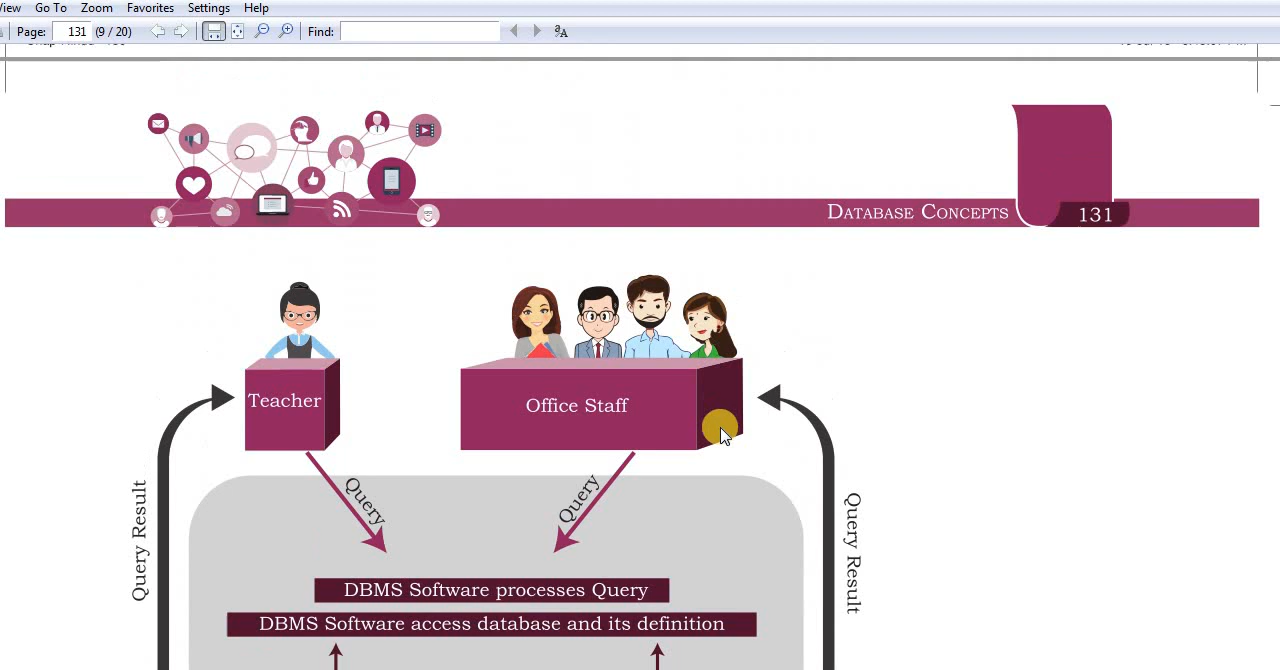 View Go To Zoom Favorites Settings Help
Page: 131 (9 / 20) Find:
DATABASE CONCEPTS 131
Teacher
Office Staff
Query
Query
Query Result
Query Result
DBMS Software processes Query
DBMS Software access database and its definition